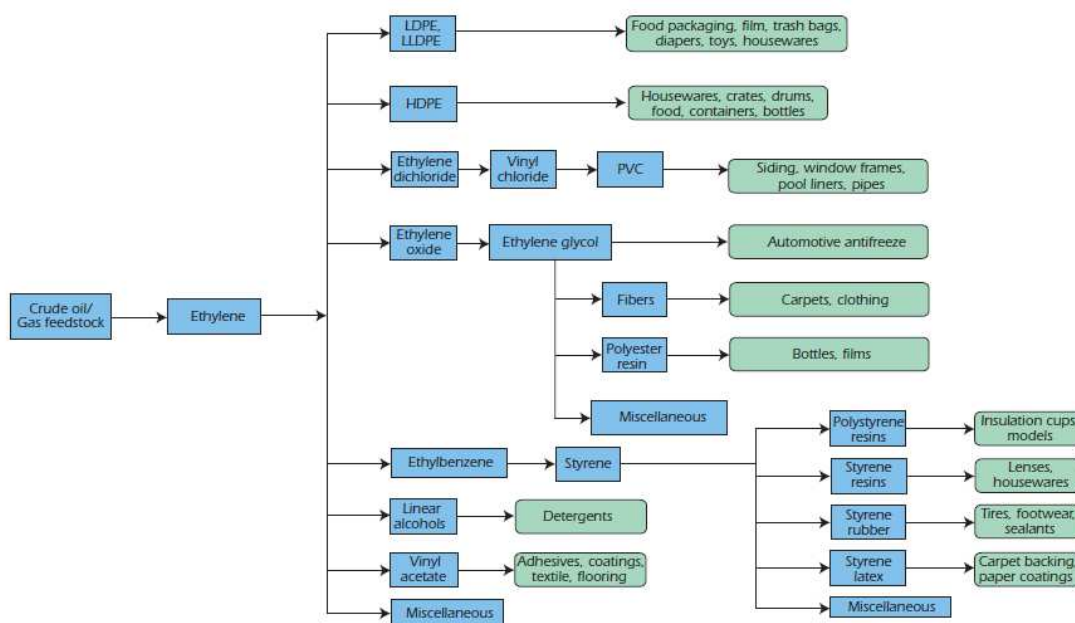 LDPE,
LLDPE
Food packaging, film, trash bags,
diapers, toys, housewares
HDPE
Housewares, crates, drums,
food, containers, bottles
Ethylene
dichloride
Vinyl
chloride
PVC
Siding, window frames,
pool liners, pipes
Ethylene
oxide
Ethylene glycol
Automotive antifreeze
Crude oil/
Gas feedstock
Ethylene
Fibers
Carpets, clothing
Polyester
resin
Bottles, films
Miscellaneous
Ethylbenzene
Styrene
Polystyrene
resins
Insulation cups,
models
Styrene
resins
Lenses,
housewares
Styrene
rubber
Tires, footwear,
sealants
Styrene
latex
Carpet backing,
paper coatings
Miscellaneous
Linear
alcohols
Detergents
Vinyl
acetate
Adhesives, coatings,
textile, flooring
Miscellaneous